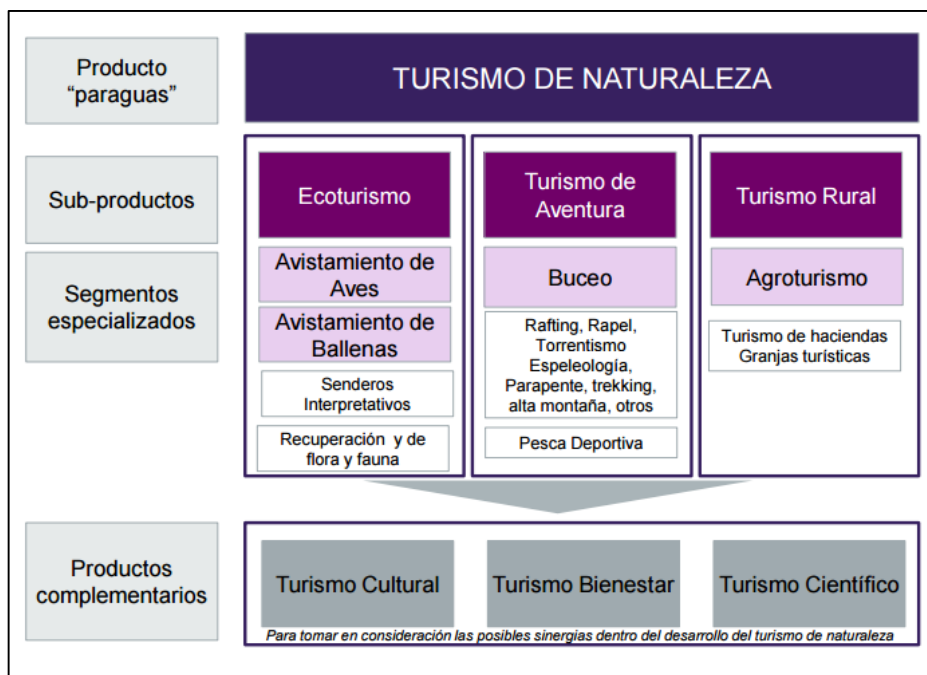 Producto
“paraguas”
TURISMO DE NATURALEZA
Sub-productos
Ecoturismo
Turismo de
Aventura
Turismo Rural
Segmentos
especializados
Avistamiento de
Aves
Avistamiento de
Ballenas
Senderos
Interpretativos
Recuperación y de
flora y fauna
Buceo
Rafting, Rapel,
Torrentismo
Espeleología,
Parapente, trekking,
alta montaña, otros
Pesca Deportiva
Agroturismo
Turismo de haciendas
Granjas turísticas
Productos
complementarios
Turismo Cultural
Turismo Bienestar
Turismo Científico
Para tomar en consideración las posibles sinergias dentro del desarrollo del turismo de naturaleza